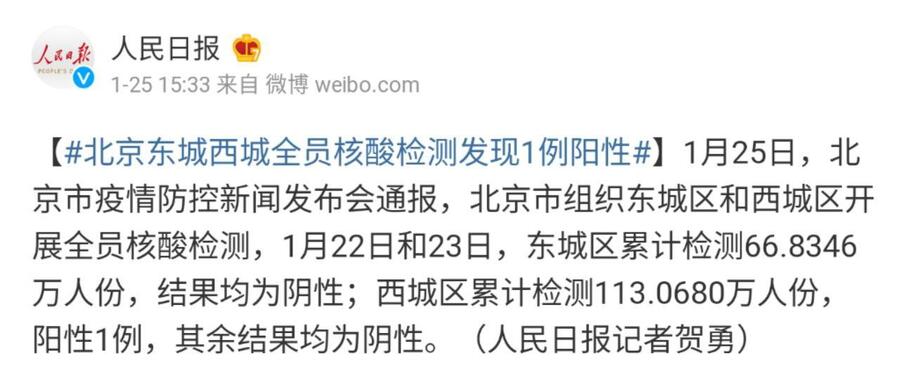 人民日报
人民日报
PEOPLE'S D
1-25 15:33 来自 微博 weibo.com
【#北京东城西城全员核酸检测发现1例阳性#】1月25日，北
京市疫情防控新闻发布会通报，北京市组织东城区和西城区开
展全员核酸检测，1月22日和23日，东城区累计检测66.8346
万人份，结果均为阴性；西城区累计检测113.0680万人份，
阳性1例，其余结果均为阴性。（人民日报记者贺勇）